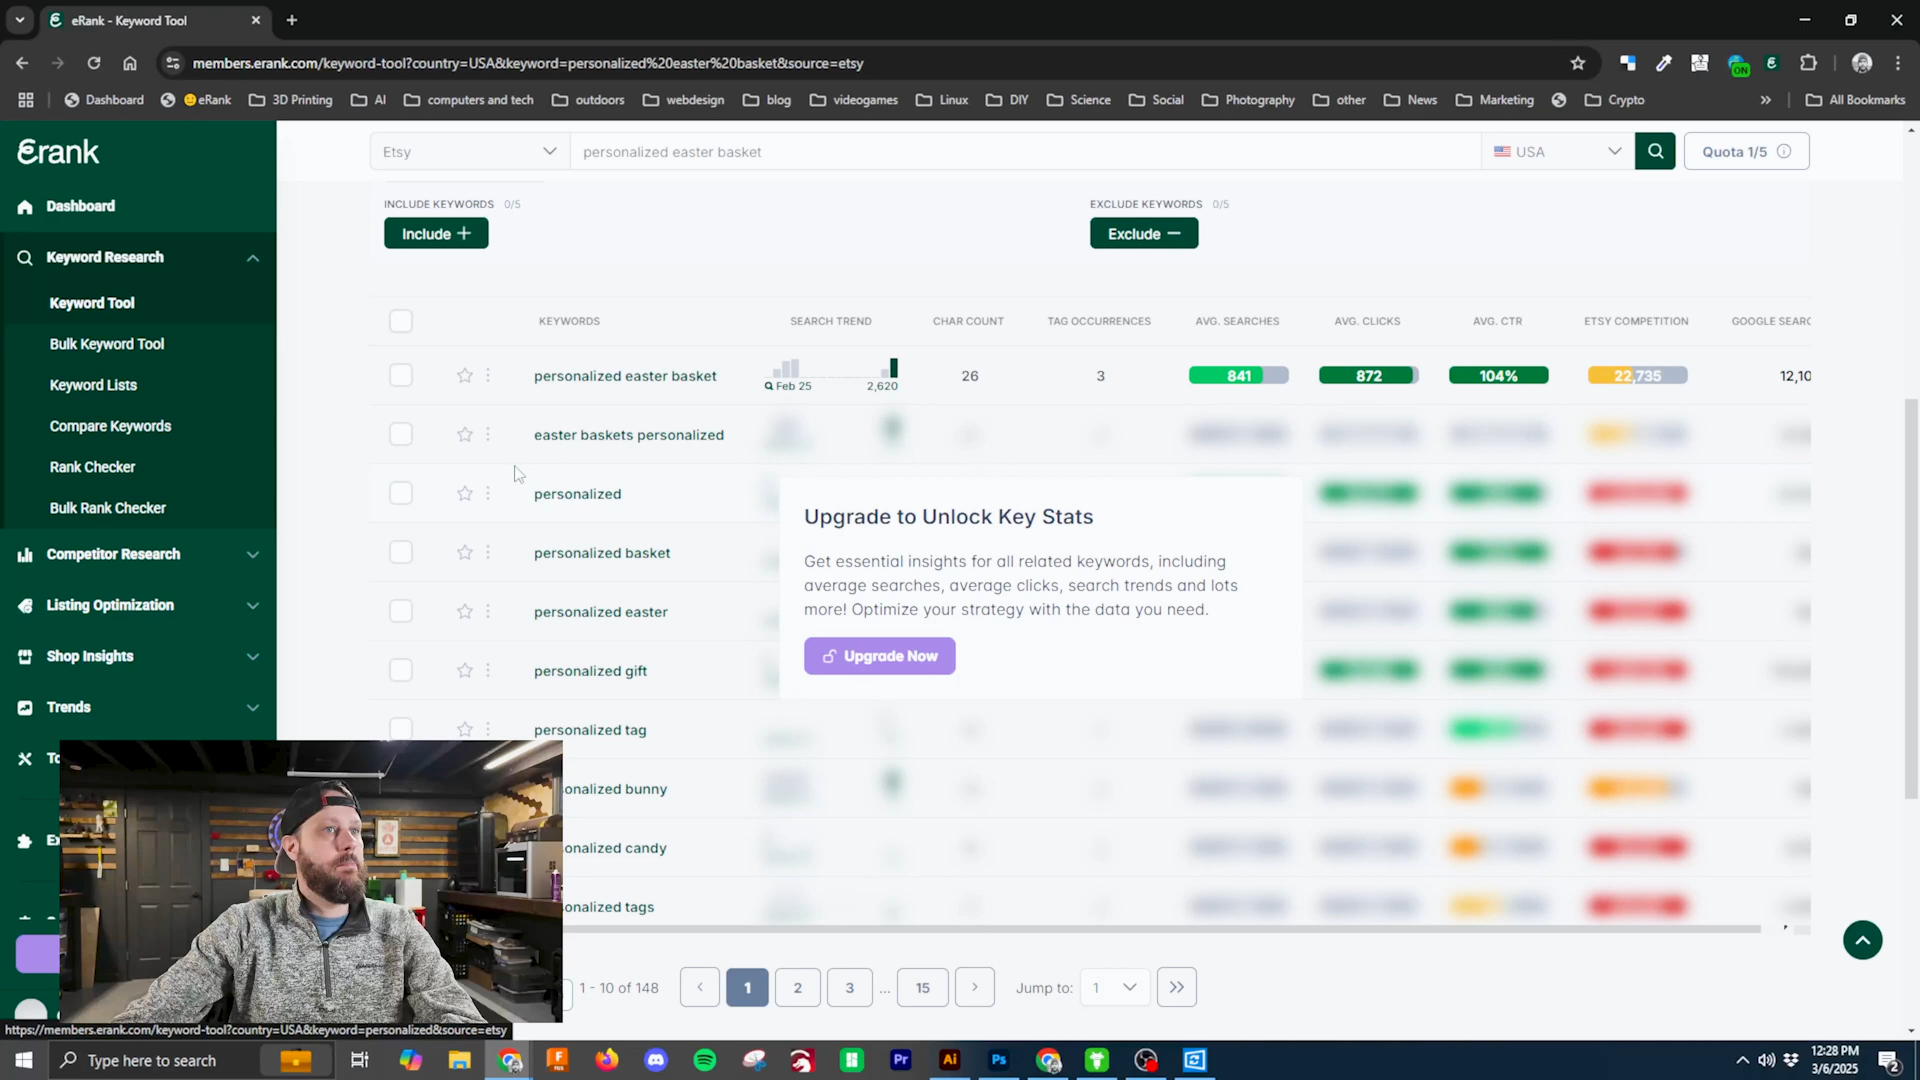 eRank - Keyword Tool
members.erank.com/keyword-tool?country=USA&keyword=personalized%20easter%20basket&source=etsy
ON
Dashboard
eRank
3D Printing
AI
computers and tech
outdoors
webdesign
blog
videogames
Linux
DIY
Science
Social
Photography
other
News
Marketing
Crypto
All Bookmarks
erank
Etsy
personalized easter basket
USA
Quota 1/5
Dashboard
Keyword Research
Keyword Tool
Bulk Keyword Tool
Keyword Lists
Compare Keywords
Rank Checker
Bulk Rank Checker
Competitor Research
Listing Optimization
Shop Insights
Trends
INCLUDE KEYWORDS 0/5
Include +
EXCLUDE KEYWORDS 0/5
Exclude −
KEYWORDS SEARCH TREND CHAR COUNT TAG OCCURRENCES AVG. SEARCHES AVG. CLICKS AVG. CTR ETSY COMPETITION GOOGLE SEARC
personalized easter basket Feb 25 2,620 26 3 841 872 104% 22,735 12,10
easter baskets personalized
personalized
personalized basket
personalized easter
personalized gift
personalized tag
onalized bunny
onalized candy
onalized tags
Upgrade to Unlock Key Stats
Get essential insights for all related keywords, including
average searches, average clicks, search trends and lots
more! Optimize your strategy with the data you need.
Upgrade Now
1 - 10 of 148
1 2 3 ... 15
Jump to: 1
https://members.erank.com/keyword-tool?country=USA&keyword=personalized&source=etsy
Type here to search
Pr
Ai
Ps
12:28 PM
3/6/2025
2